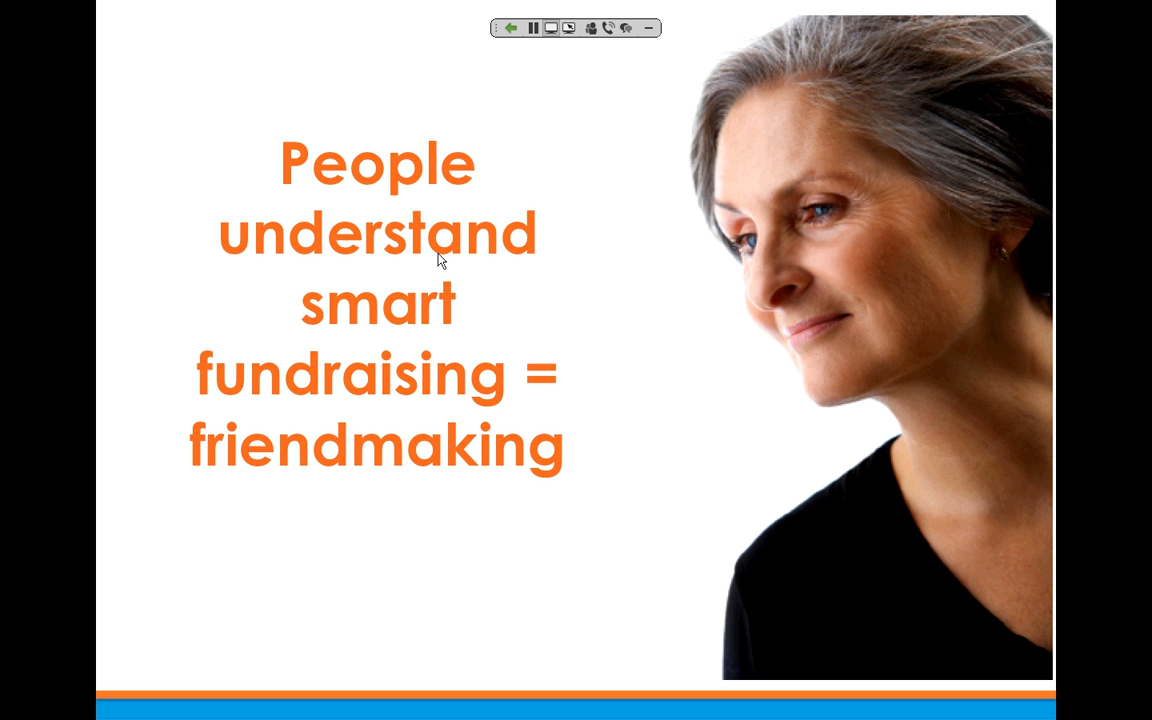 People
understand
smart
fundraising =
friendmaking